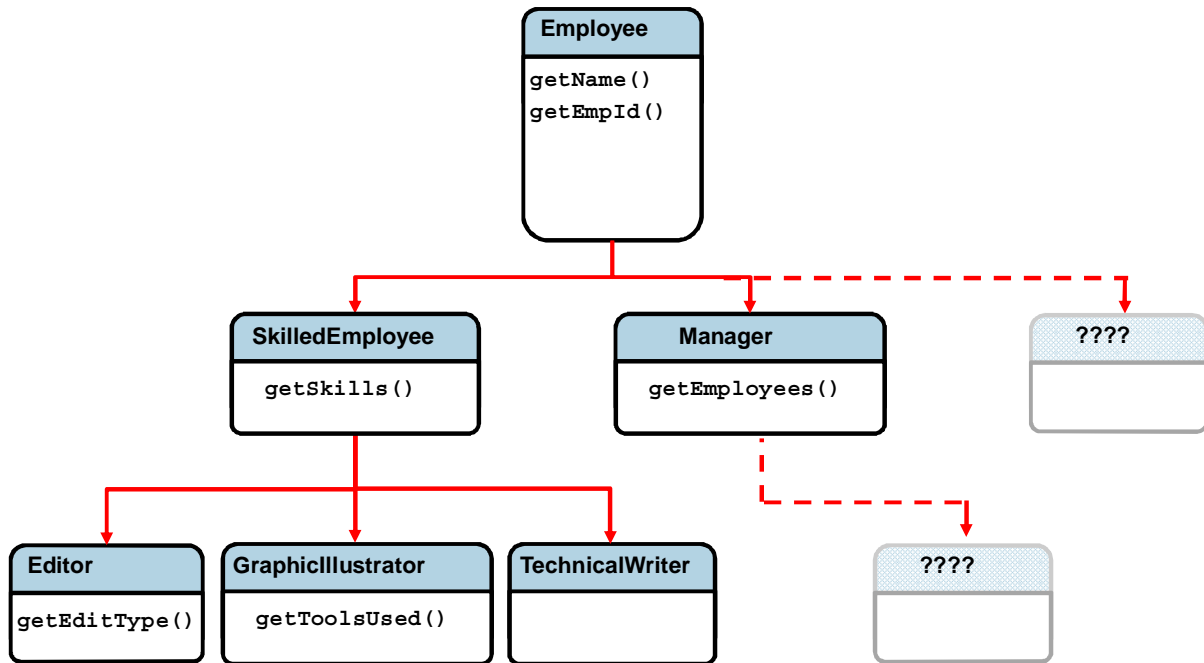 Employee
getName()
getEmpId()
SkilledEmployee
getSkills()
Manager
getEmployees()
????
Editor
getEditType()
GraphicIllustrator
getToolsUsed()
TechnicalWriter
????